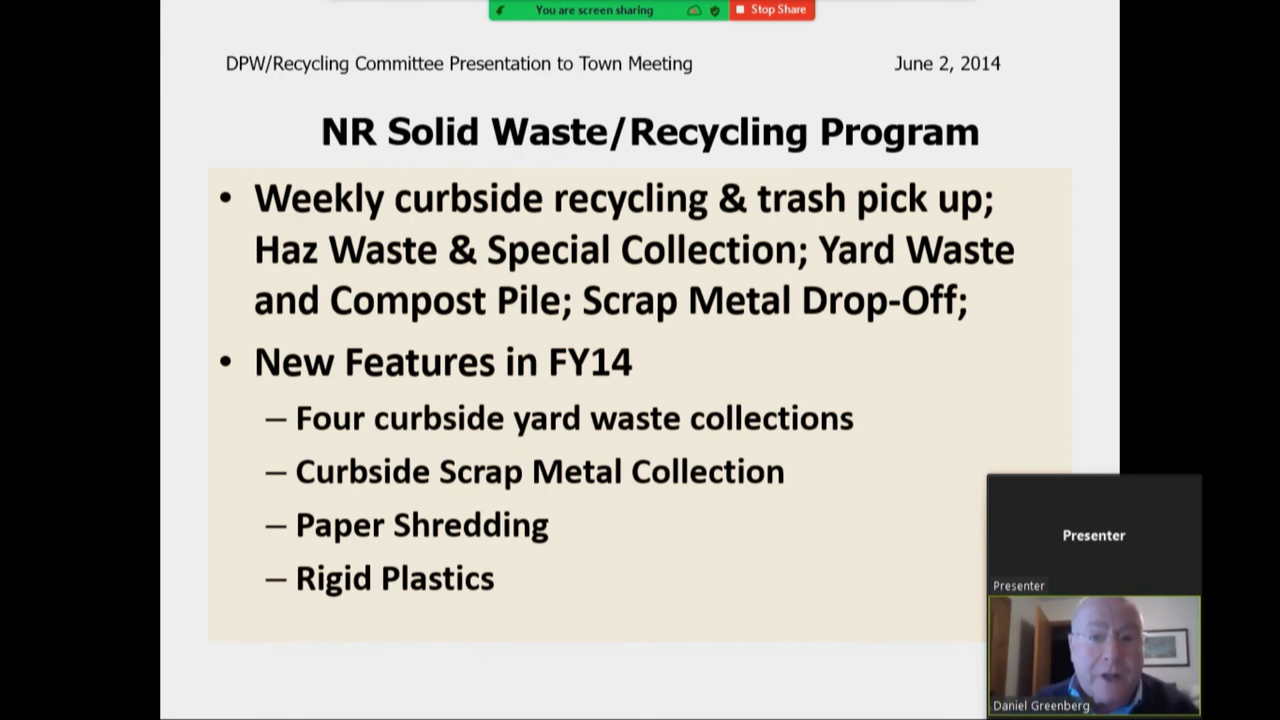 You are screen sharing
Stop Share
DPW/Recycling Committee Presentation to Town Meeting
June 2, 2014
NR Solid Waste/Recycling Program
• Weekly curbside recycling & trash pick up;
Haz Waste & Special Collection; Yard Waste
and Compost Pile; Scrap Metal Drop-Off;
• New Features in FY14
– Four curbside yard waste collections
– Curbside Scrap Metal Collection
– Paper Shredding
– Rigid Plastics
Presenter
Presenter
Daniel Greenberg